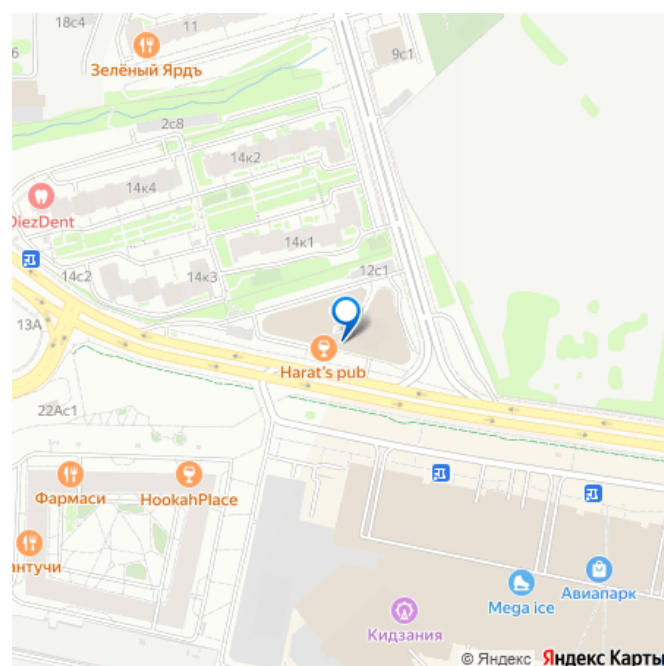 18с4
11
9с1
6
Зелёный Ярдъ
2с8
14к2
14к4
DiezDent
14к1
14с2
14к3
12с1
13А
Harat's pub
22Ас1
Фармаси
HookahPlace
антучи
Mega ice
Авиапарк
Кидзания
© Яндекс Яндекс Карты